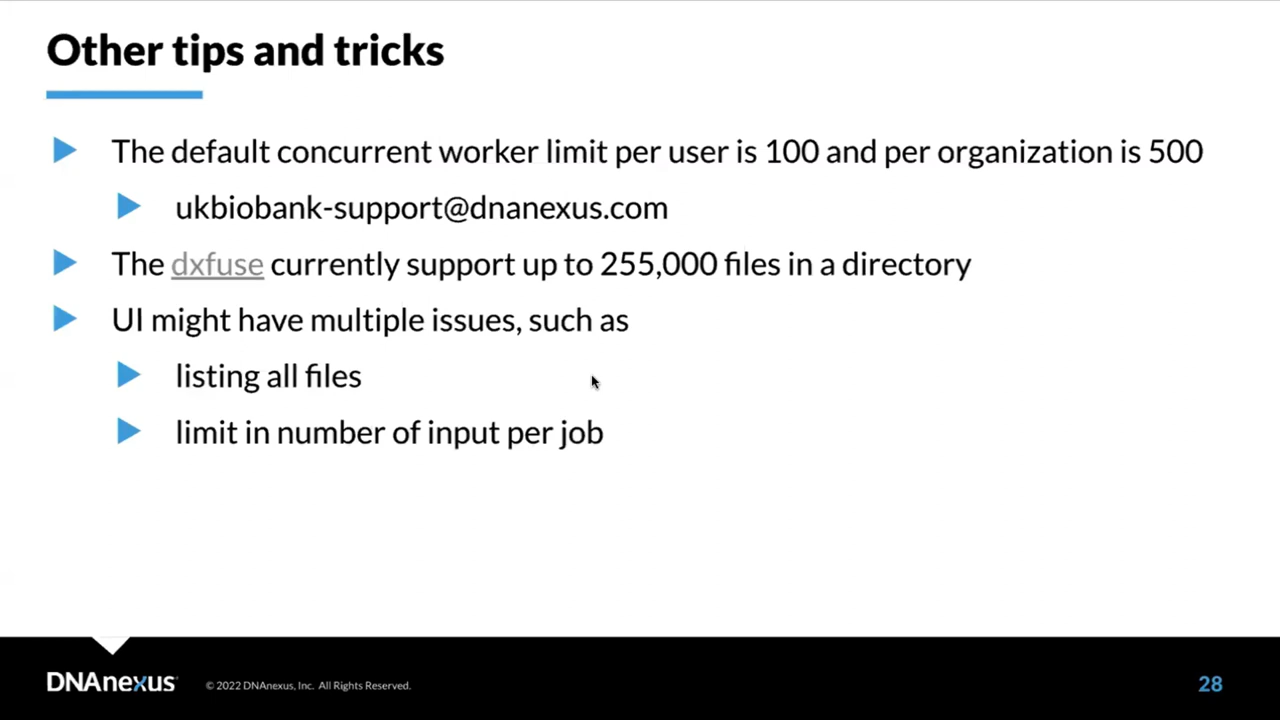 Other tips and tricks
The default concurrent worker limit per user is 100 and per organization is 500
ukbiobank-support@dnanexus.com
The dxfuse currently support up to 255,000 files in a directory
UI might have multiple issues, such as
listing all files
limit in number of input per job
DNAnexus
© 2022 DNAnexus, Inc. All Rights Reserved.
28